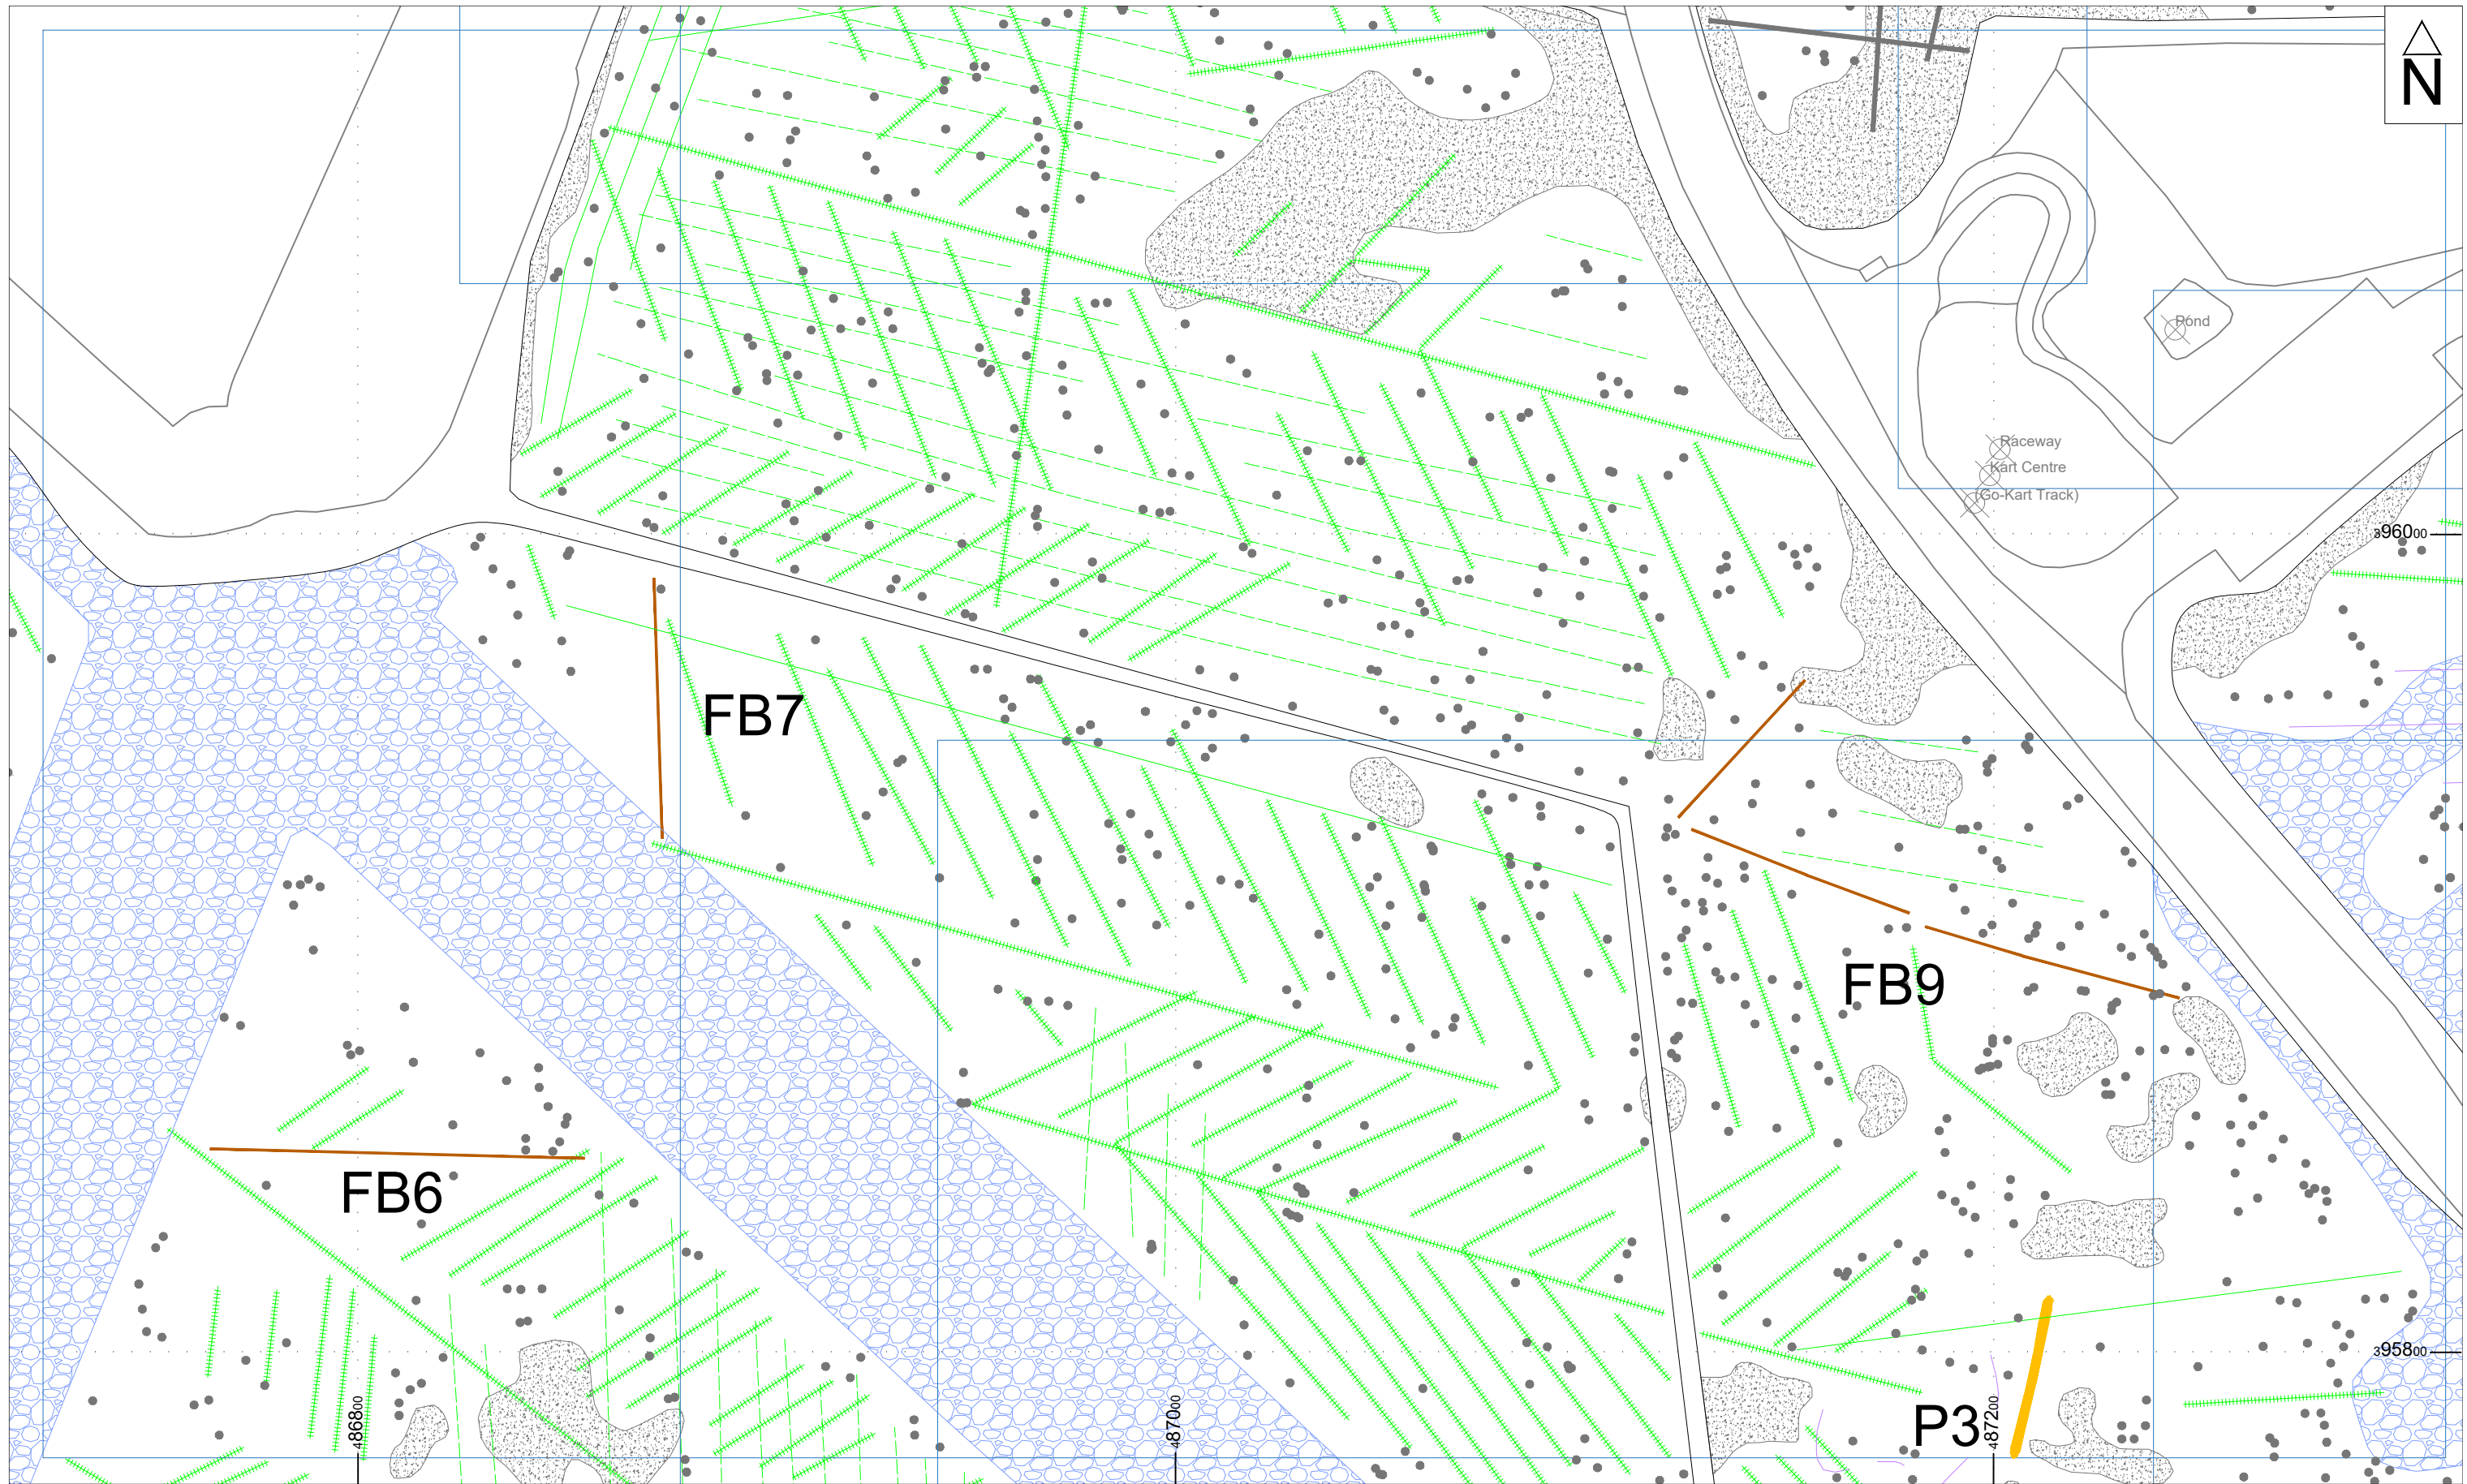 N
Pond
Raceway
Kart Centre
(Go-Kart Track)
396000
FB7
FB9
FB6
395800
486800
487000
487200
P3